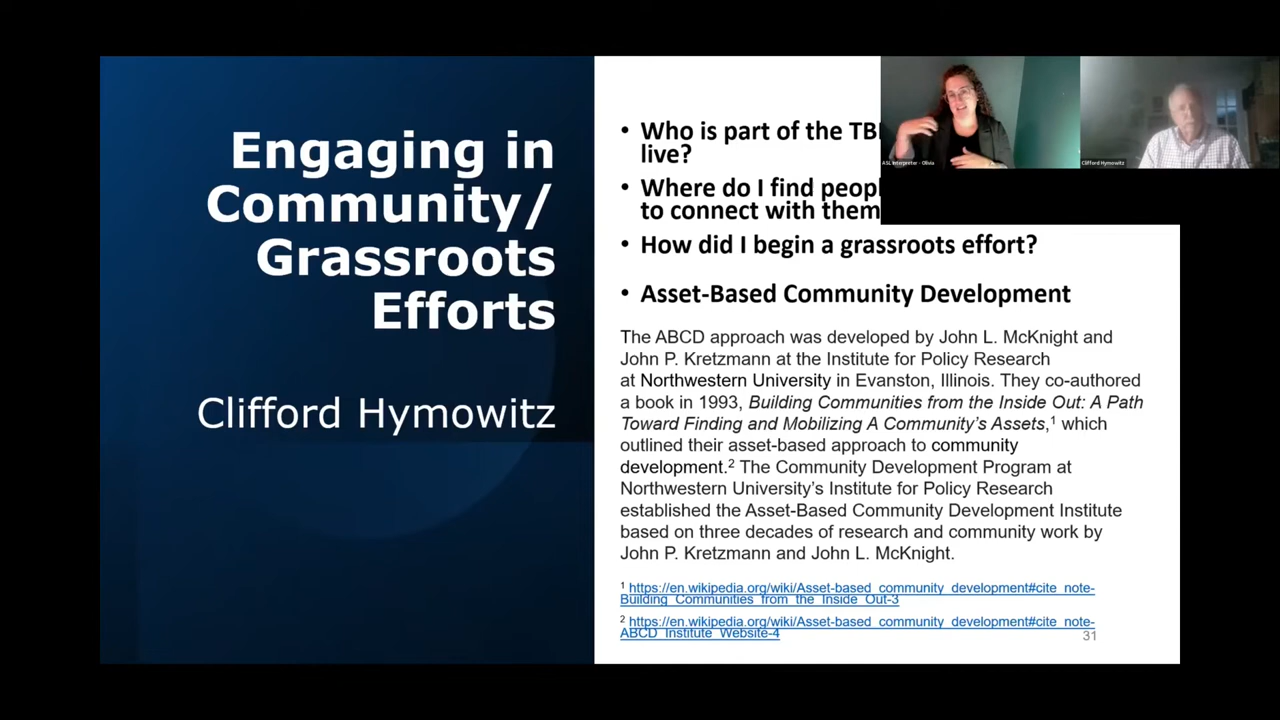 Engaging in
Community/
Grassroots
Efforts
Clifford Hymowitz
• Who is part of the TBI
live?
• Where do I find people
to connect with them
• How did I begin a grassroots effort?
• Asset-Based Community Development
The ABCD approach was developed by John L. McKnight and
John P. Kretzmann at the Institute for Policy Research
at Northwestern University in Evanston, Illinois. They co-authored
a book in 1993, Building Communities from the Inside Out: A Path
Toward Finding and Mobilizing A Community’s Assets,¹ which
outlined their asset-based approach to community
development.² The Community Development Program at
Northwestern University’s Institute for Policy Research
established the Asset-Based Community Development Institute
based on three decades of research and community work by
John P. Kretzmann and John L. McKnight.
¹ https://en.wikipedia.org/wiki/Asset-based_community_development#cite_note-
Building_Communities_from_the_Inside_Out-3
² https://en.wikipedia.org/wiki/Asset-based_community_development#cite_note-
ABCD_Institute_Website-4
31
ASL Interpreter - Olivia
Clifford Hymowitz